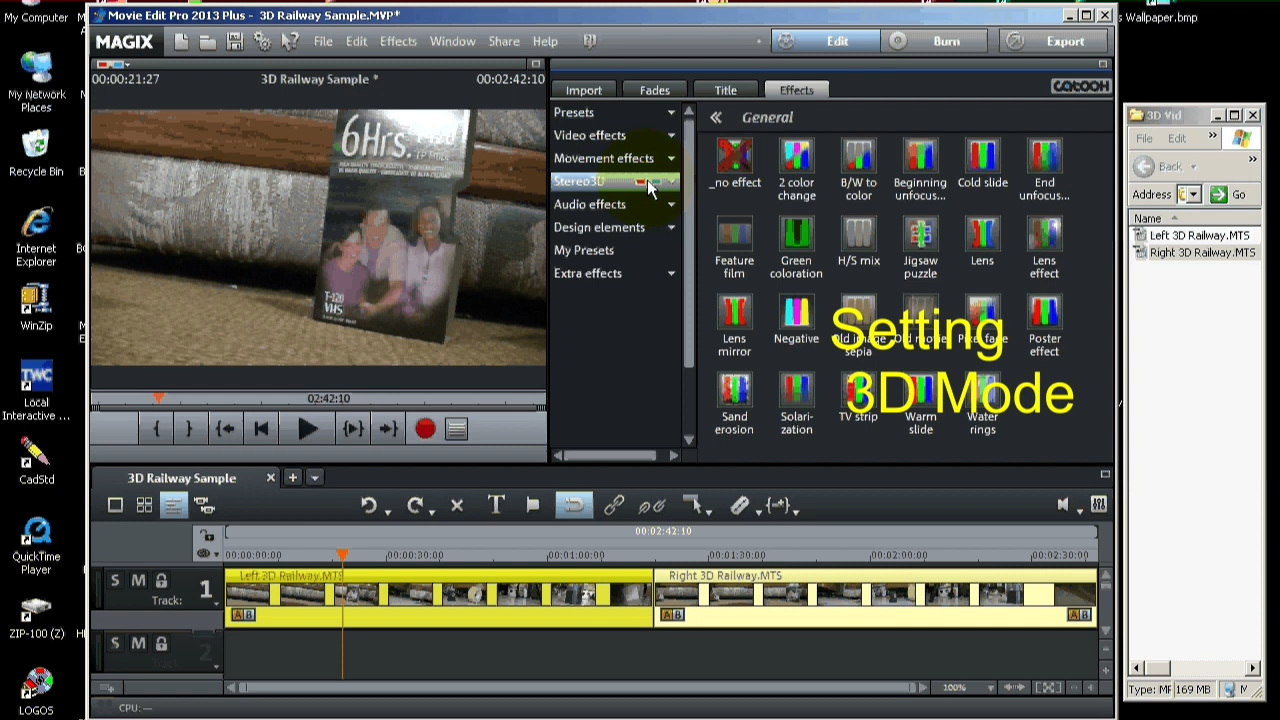 My Computer
My Network
Places
Recycle Bin
Internet
Explorer
WinZip
Local
Interactive ...
CadStd
QuickTime
Player
ZIP-100 (Z)
LOGOS
Movie Edit Pro 2013 Plus - 3D Railway Sample.MVP*
Wallpaper.bmp
MAGIX
File Edit Effects Window Share Help
Edit
Burn
Export
00:00:21:27
3D Railway Sample *
00:02:42:10
6Hrs.
T-120
VHS
02:42:10
Import
Fades
Title
Effects
CATOOH
Presets
Video effects
Movement effects
Stereo3D
Audio effects
Design elements
My Presets
Extra effects
General
_no effect
2 color
change
B/W to
color
Beginning
unfocus...
Cold slide
End
unfocus...
Feature
film
Green
coloration
H/S mix
Jigsaw
puzzle
Lens
Lens
effect
Lens
mirror
Negative
Old image
sepia
Old movie
Pixel fade
Poster
effect
Sand
erosion
Solari-
zation
TV strip
Warm
slide
Water
rings
Setting
3D Mode
3D Vid
File Edit
Back
Address
Go
Name
Left 3D Railway.MTS
Right 3D Railway.MTS
Type: MF
169 MB
M
3D Railway Sample
00:02:42:10
00:00:00:00
00:00:30:00
00:01:00:00
00:01:30:00
00:02:00:00
00:02:30:00
S M
1
Track:
Left 3D Railway.MTS
Right 3D Railway.MTS
A B
A B
A B
S M
2
Track:
100%
CPU: —